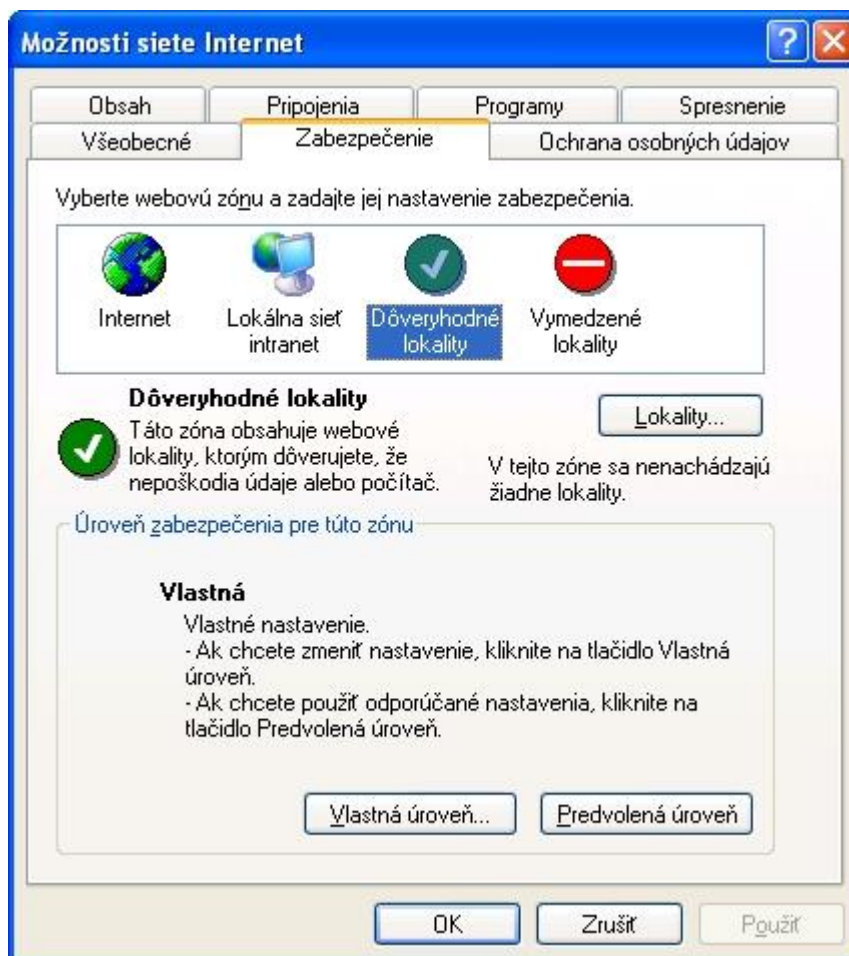 Možnosti siete Internet
Obsah
Pripojenia
Programy
Spresnenie
Všeobecné
Zabezpečenie
Ochrana osobných údajov
Vyberte webovú zónu a zadajte jej nastavenie zabezpečenia.
Internet
Lokálna sieť
intranet
Dôveryhodné
lokality
Vymedzené
lokality
Dôveryhodné lokality
Táto zóna obsahuje webové
lokality, ktorým dôverujete, že
nepoškodia údaje alebo počítač.
Lokality...
V tejto zóne sa nenachádzajú
žiadne lokality.
Úroveň zabezpečenia pre túto zónu
Vlastná
Vlastné nastavenie.
- Ak chcete zmeniť nastavenie, kliknite na tlačidlo Vlastná
úroveň.
- Ak chcete použiť odporúčané nastavenia, kliknite na
tlačidlo Predvolená úroveň.
Vlastná úroveň...
Predvolená úroveň
OK
Zrušiť
Použiť